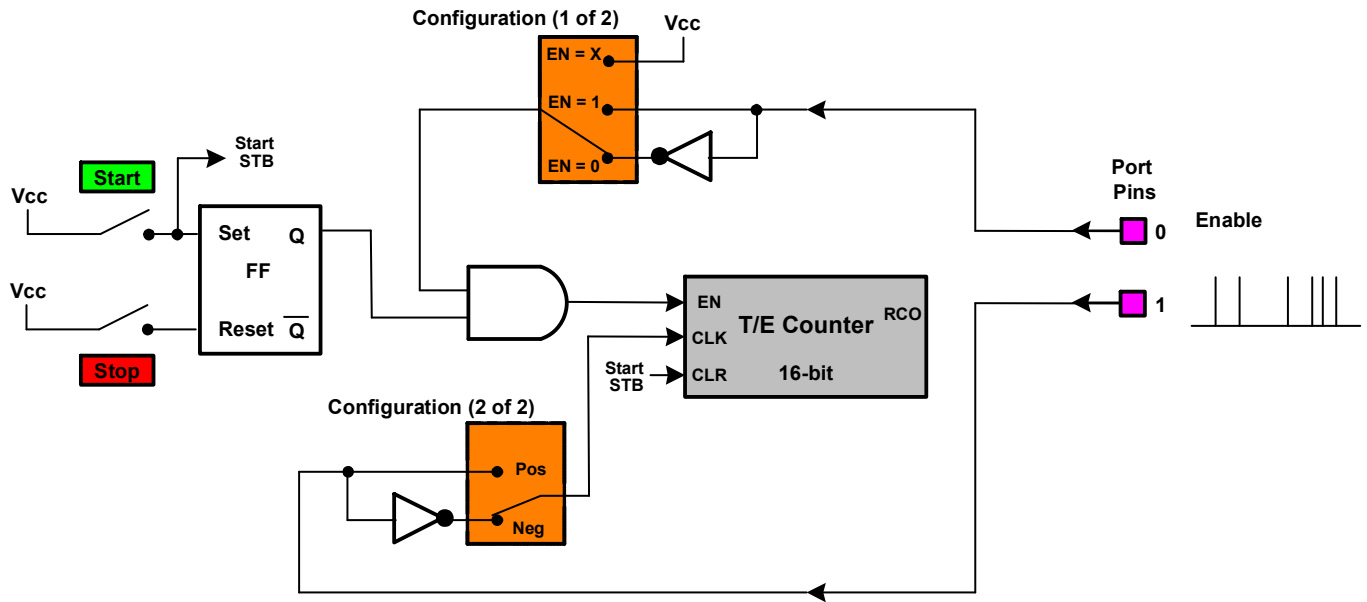 Configuration (1 of 2)
Vcc
EN = X
EN = 1
EN = 0
Start
STB
Start
Vcc
Set Q
FF
Reset Q
Vcc
Stop
Port
Pins
0 Enable
1
EN
T/E Counter
RCO
CLK
CLR
16-bit
Start
STB
Configuration (2 of 2)
Pos
Neg